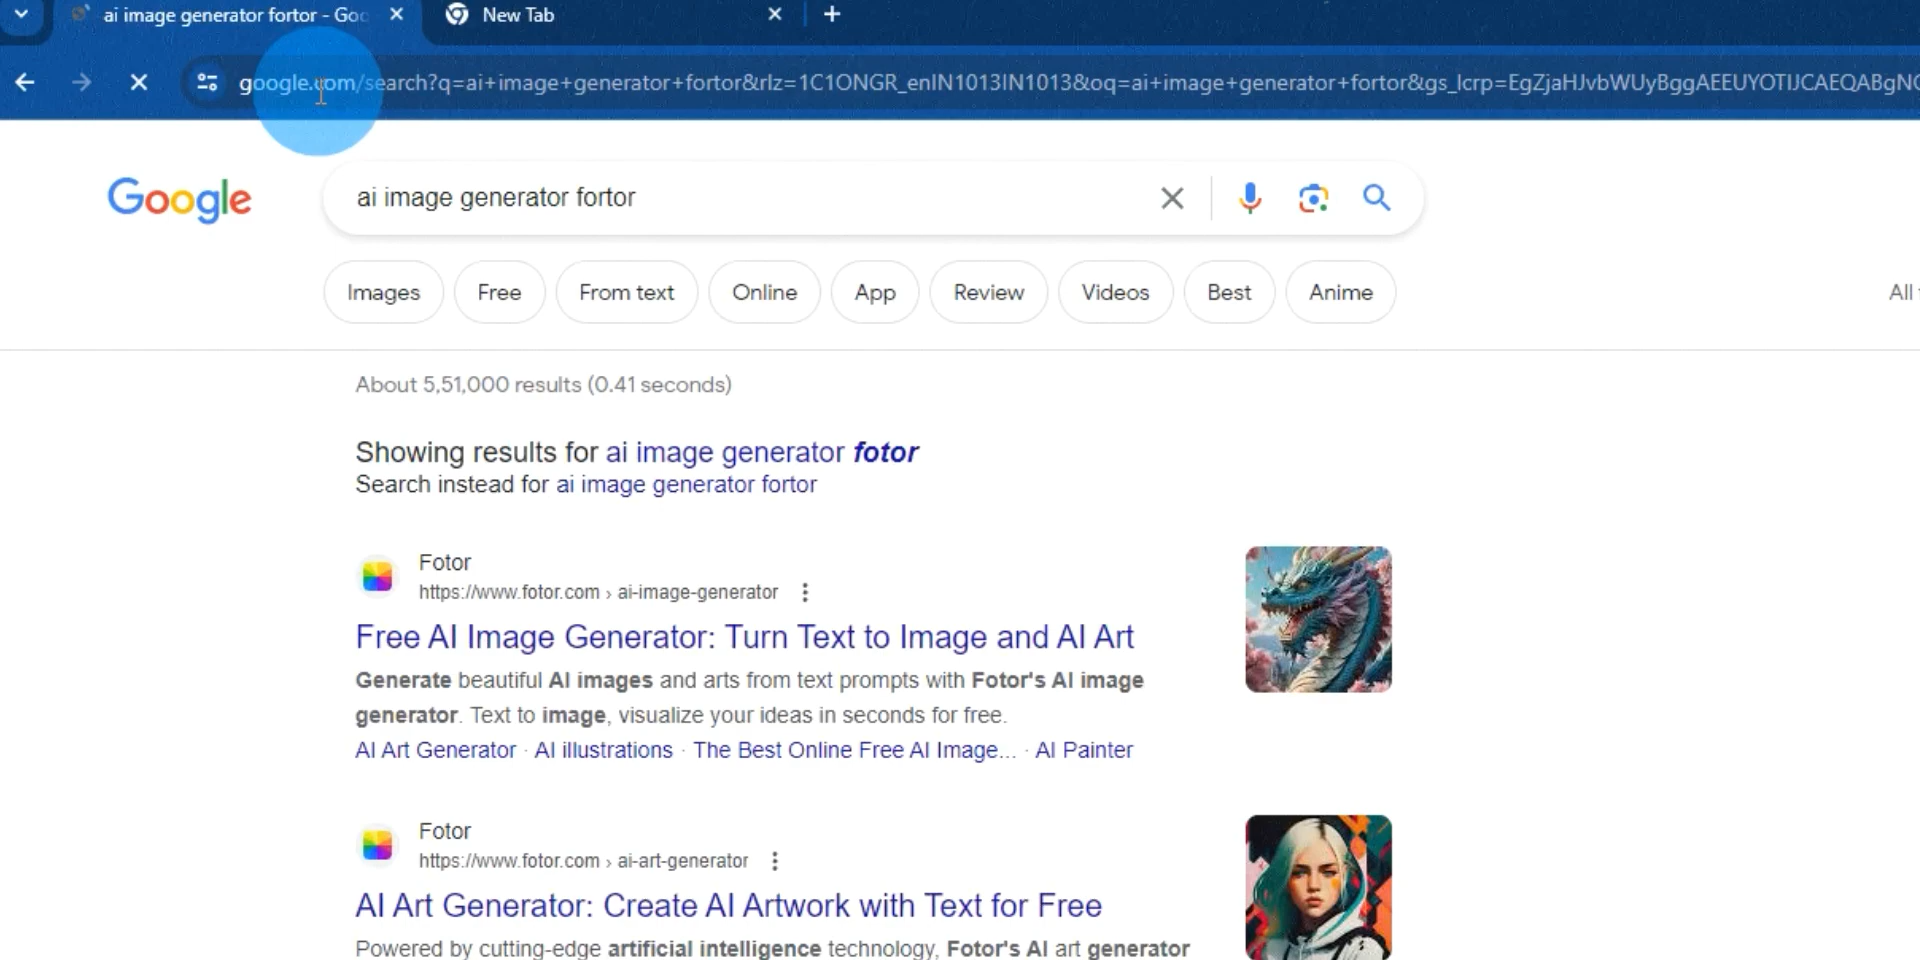 ai image generator fortor - Goo
New Tab
google.com/search?q=ai+image+generator+fortor&rlz=1C1ONGR_enIN1013IN1013&oq=ai+image+generator+fortor&gs_lcrp=EgZjaHJvbWUyBggAEEUYOTIJCAEQABgNG
Google
ai image generator fortor
Images
Free
From text
Online
App
Review
Videos
Best
Anime
All
About 5,51,000 results (0.41 seconds)
Showing results for ai image generator fotor
Search instead for ai image generator fortor
Fotor
https://www.fotor.com › ai-image-generator
Free AI Image Generator: Turn Text to Image and AI Art
Generate beautiful AI images and arts from text prompts with Fotor's AI image
generator. Text to image, visualize your ideas in seconds for free.
AI Art Generator · AI illustrations · The Best Online Free AI Image... · AI Painter
Fotor
https://www.fotor.com › ai-art-generator
AI Art Generator: Create AI Artwork with Text for Free
Powered by cutting-edge artificial intelligence technology, Fotor's AI art generator